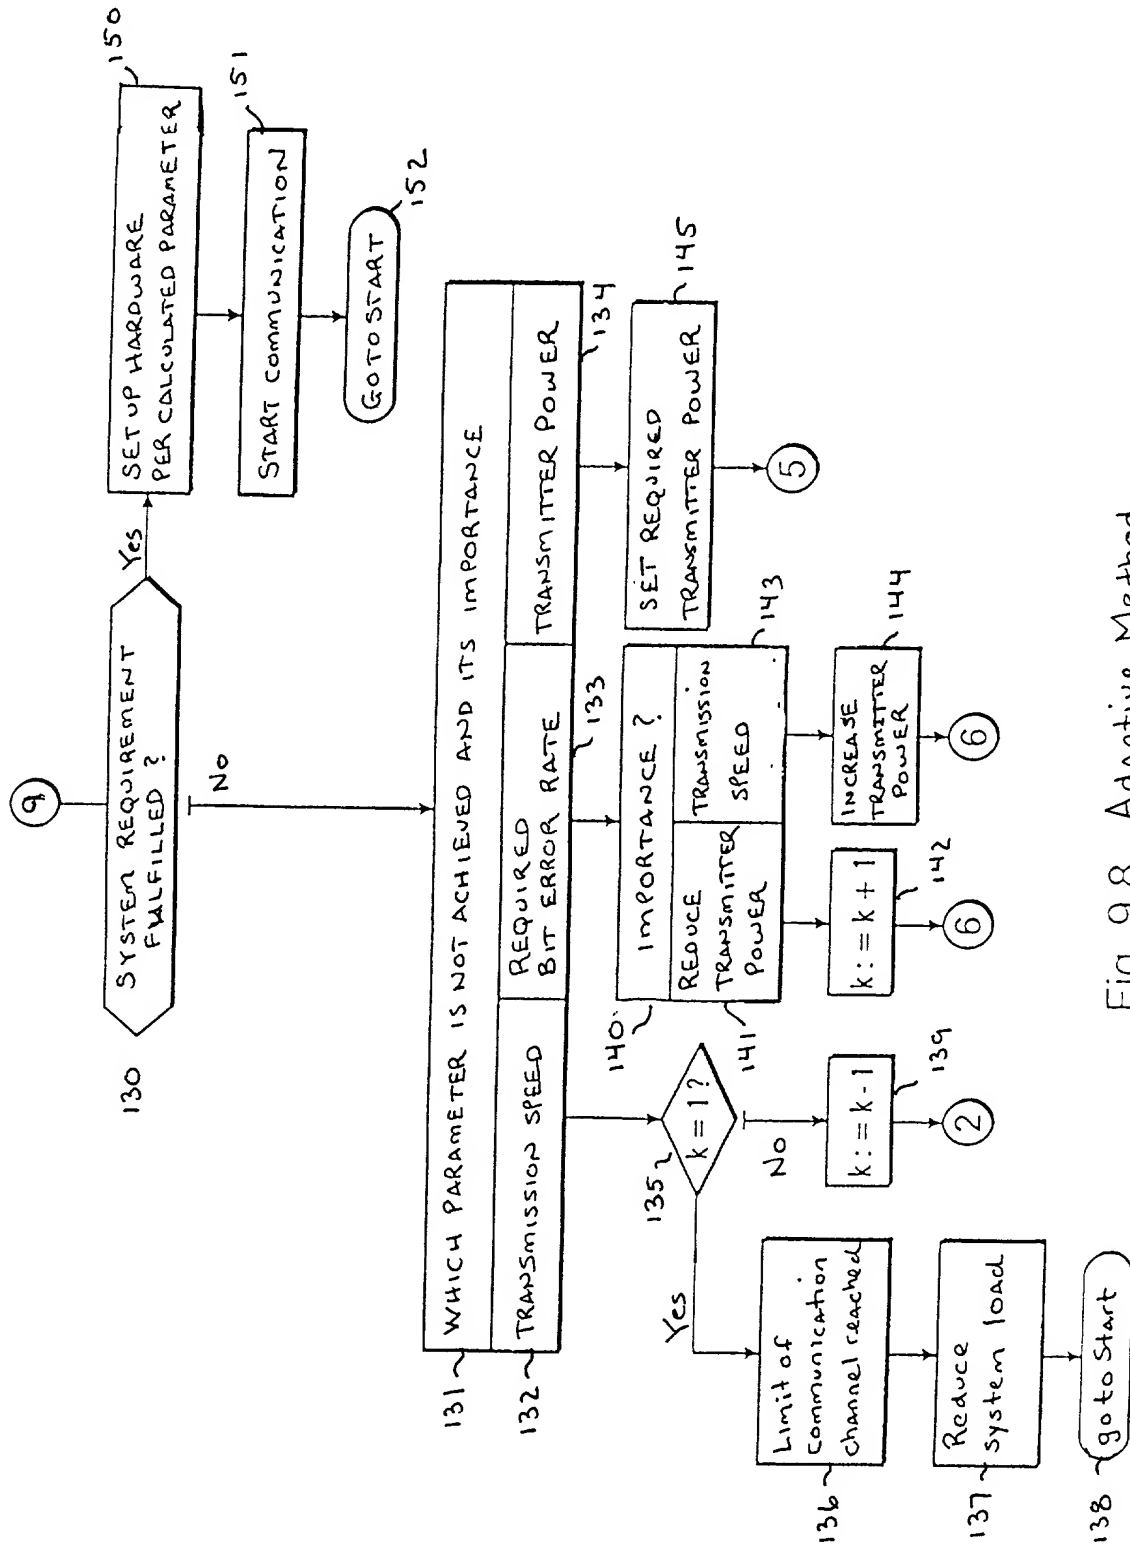 9
SYSTEM REQUIREMENT
FULFILLED ?
130
Yes
No
SET UP HARDWARE
PER CALCULATED PARAMETER
150
START COMMUNICATION
151
GO TO START
152
131
WHICH PARAMETER IS NOT ACHIEVED AND ITS IMPORTANCE
132
TRANSMISSION SPEED
REQUIRED
BIT ERROR RATE
133
TRANSMITTER POWER
134
135
k = 1 ?
Yes
No
140
IMPORTANCE ?
141
REDUCE
TRANSMITTER
POWER
TRANSMISSION
SPEED
143
SET REQUIRED
TRANSMITTER POWER
145
5
136
Limit of
Communication
channel reached
k := k - 1
139
2
k := k + 1
142
6
INCREASE
TRANSMITTER
POWER
144
6
137
Reduce
system load
138
go to Start
Fig. 9.8 Adaptive Method